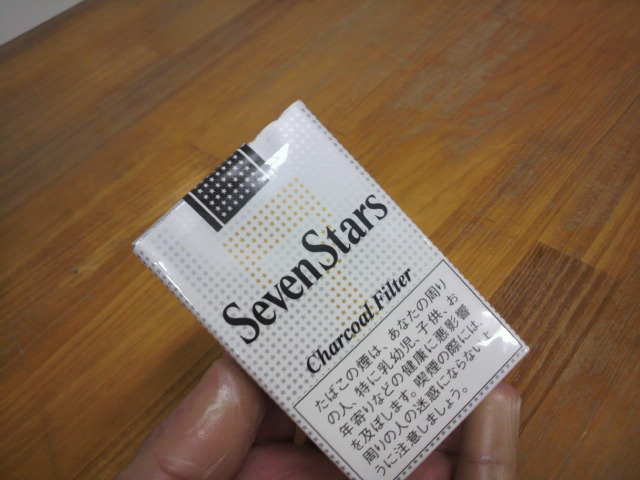 SevenStars
Charcoal Filter
たばこの煙は、あなたの周り
の人、特に乳幼児、子供、お
年寄りなどの健康に悪影響
を及ぼします。喫煙の際には、
周りの人の迷惑にならないよ
うに注意しましょう。